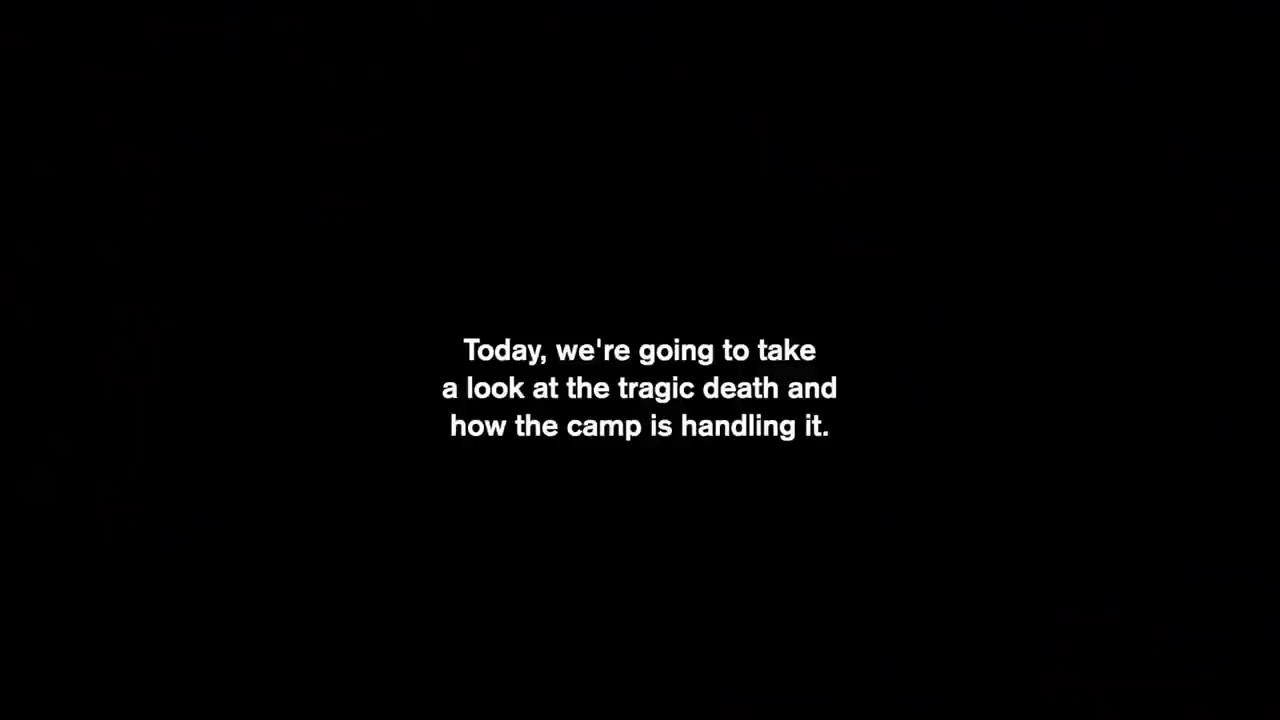 Today, we're going to take
a look at the tragic death and
how the camp is handling it.